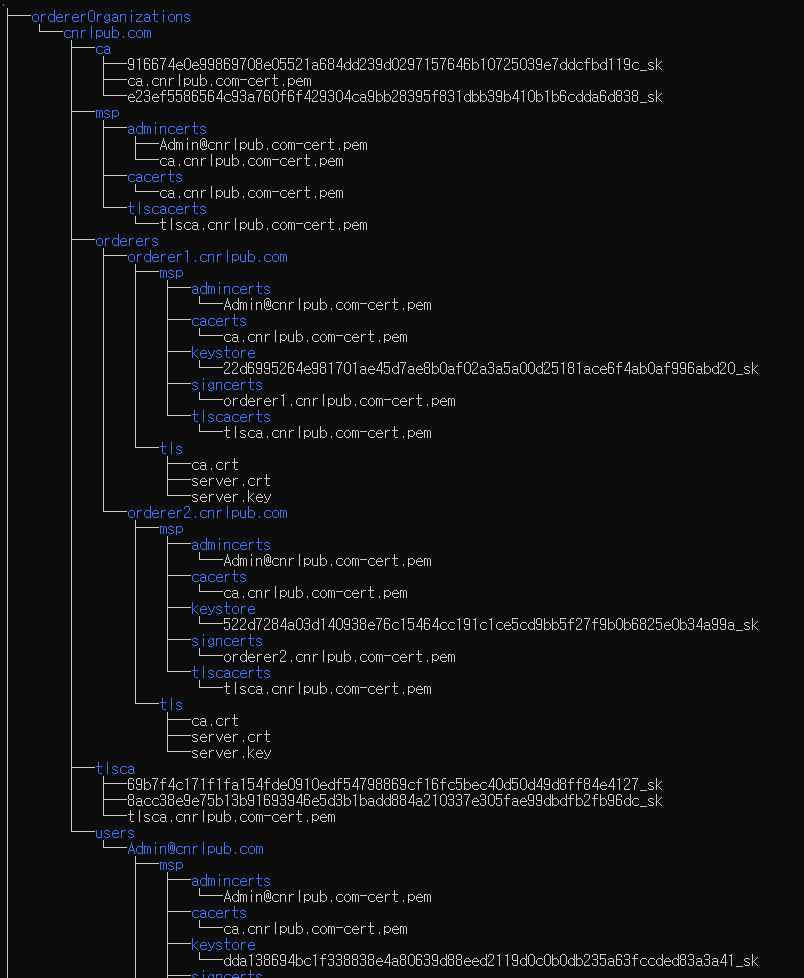 ordererOrganizations
cnrlpub.com
ca
916674e0e99869708e05521a684dd239d0297157646b10725039e7ddcfbd119c_sk
ca.cnrlpub.com-cert.pem
e23ef5586564c93a760f6f429304ca9bb28395f831dbb39b410b1b6cdda6d838_sk
msp
admincerts
Admin@cnrlpub.com-cert.pem
ca.cnrlpub.com-cert.pem
cacerts
ca.cnrlpub.com-cert.pem
tlscacerts
tlsca.cnrlpub.com-cert.pem
orderers
orderer1.cnrlpub.com
msp
admincerts
Admin@cnrlpub.com-cert.pem
cacerts
ca.cnrlpub.com-cert.pem
keystore
22d6995264e981701ae45d7ae8b0af02a3a5a00d25181ace6f4ab0af996abd20_sk
signcerts
orderer1.cnrlpub.com-cert.pem
tlscacerts
tlsca.cnrlpub.com-cert.pem
tls
ca.crt
server.crt
server.key
orderer2.cnrlpub.com
msp
admincerts
Admin@cnrlpub.com-cert.pem
cacerts
ca.cnrlpub.com-cert.pem
keystore
522d7284a03d140938e76c15464cc191c1ce5cd9bb5f27f9b0b6825e0b34a99a_sk
signcerts
orderer2.cnrlpub.com-cert.pem
tlscacerts
tlsca.cnrlpub.com-cert.pem
tls
ca.crt
server.crt
server.key
tlsca
69b7f4c171f1fa154fde0910edf54798869cf16fc5bec40d50d49d8ff84e4127_sk
8acc38e9e75b13b91693946e5d3b1badd884a210337e305fae99dbdfb2fb96dc_sk
tlsca.cnrlpub.com-cert.pem
users
Admin@cnrlpub.com
msp
admincerts
Admin@cnrlpub.com-cert.pem
cacerts
ca.cnrlpub.com-cert.pem
keystore
dda138694bc1f338838e4a80639d88eed2119d0c0b0db235a63fccded83a3a41_sk
signcerts